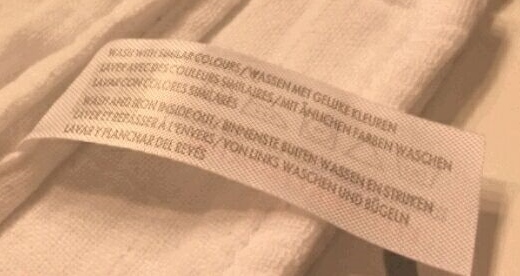 WASH WITH SIMILAR COLOURS / WASSEN MET GELIJKE KLEUREN
LAVER AVEC DES COULEURS SIMILAIRES / MIT ÄNLICHEN FARBEN WASCHEN
LAVAR CON COLORES SIMILARES
WASH AND IRON INSIDE OUT / BINNENSTE BUITEN WASSEN EN STRIJKEN
LAVER ET REPASSER À L'ENVERS / VON LINKS WASCHEN UND BÜGELN
LAVAR Y PLANCHAR DEL REVÉS